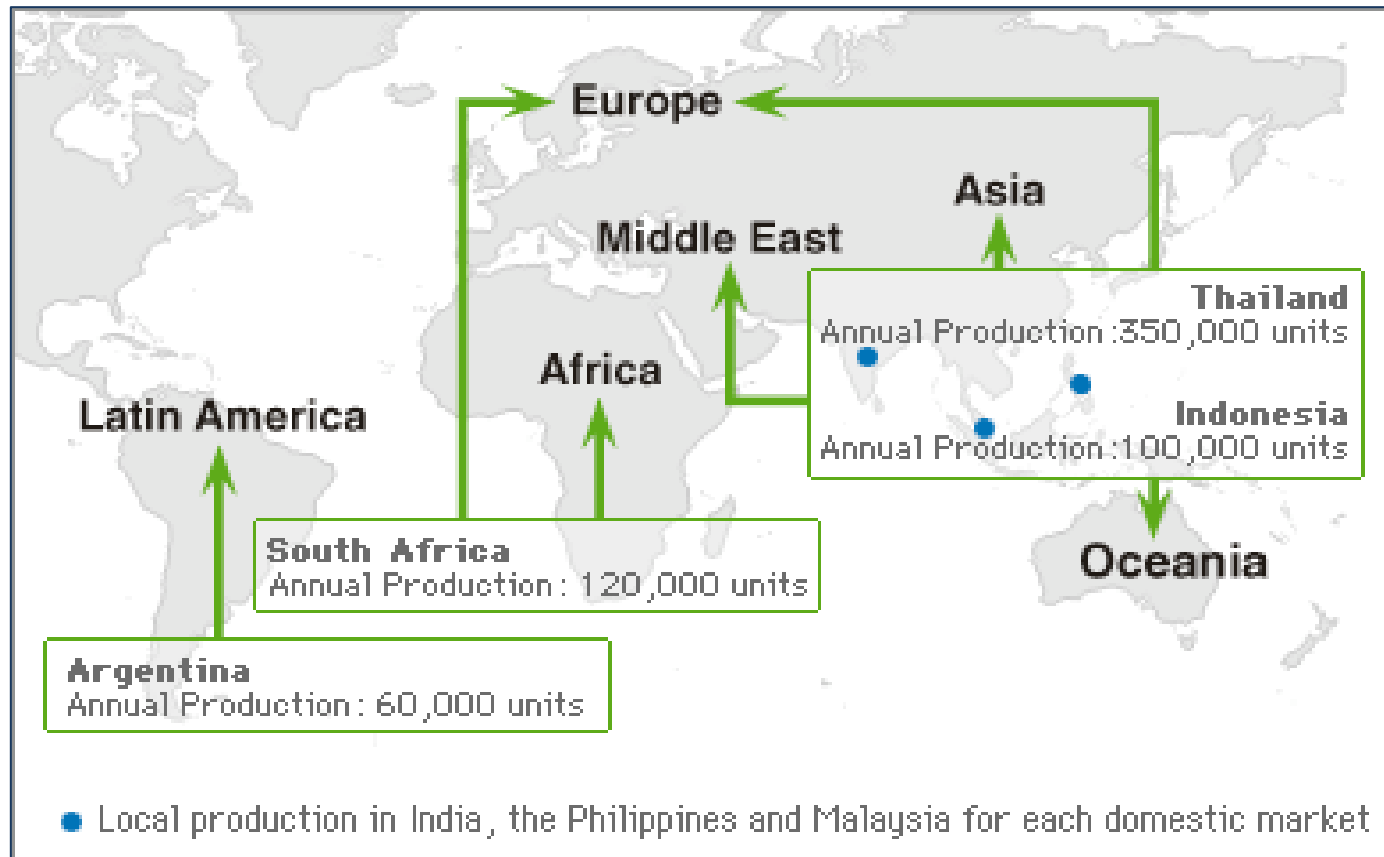 Europe
Asia
Middle East
Thailand
Annual Production :350,000 units
Africa
Latin America
Indonesia
Annual Production :100,000 units
South Africa
Annual Production : 120,000 units
Oceania
Argentina
Annual Production : 60,000 units
Local production in India, the Philippines and Malaysia for each domestic market